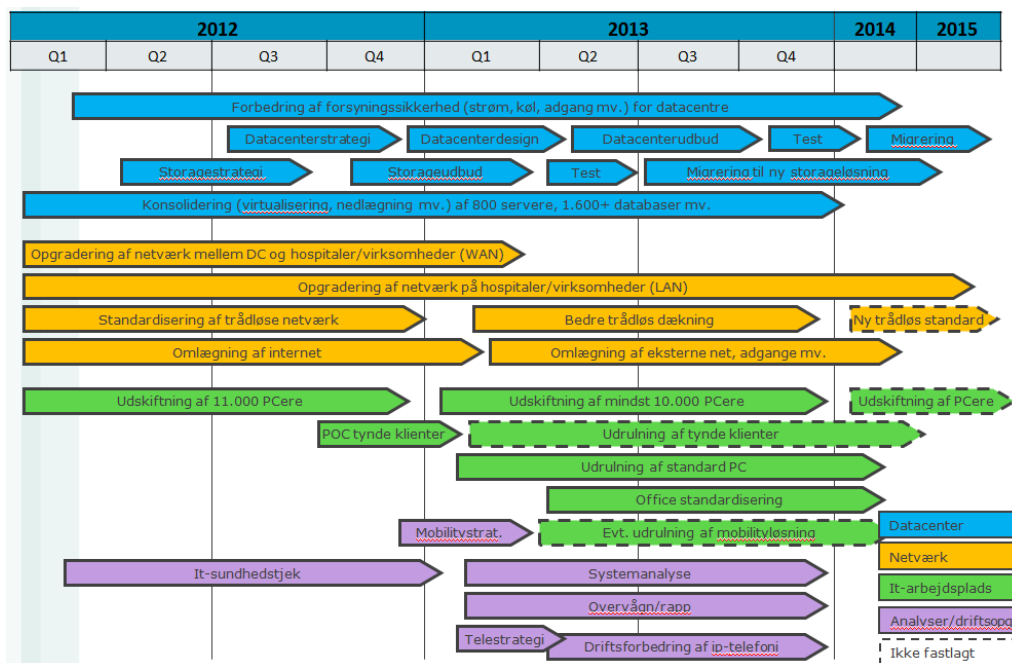 2012 2013 2014 2015
Q1 Q2 Q3 Q4 Q1 Q2 Q3 Q4
Forbedring af forsyningssikkerhed (strøm, køl, adgang mv.) for datacentre
Datacenterstrategi Datacenterdesign Datacenterudbud Test Migrering
Storagestrategi Storageudbud Test Migrering til ny storageløsning
Konsolidering (virtualisering, nedlægning mv.) af 800 servere, 1.600+ databaser mv.
Opgradering af netværk mellem DC og hospitaler/virksomheder (WAN)
Opgradering af netværk på hospitaler/virksomheder (LAN)
Standardisering af trådløse netværk Bedre trådløs dækning Ny trådløs standard
Omlægning af internet Omlægning af eksterne net, adgange mv.
Udskiftning af 11.000 PCere Udskiftning af mindst 10.000 PCere Udskiftning af PCere
POC tynde klienter Udrulning af tynde klienter
Udrulning af standard PC
Office standardisering
Mobilitystrat. Evt. udrulning af mobilityløsning
It-sundhedstjek Systemanalyse
Overvågn/rapp
Telestrategi Driftsforbedring af ip-telefoni
Datacenter
Netværk
It-arbejdsplads
Analyser/driftsopg
Ikke fastlagt